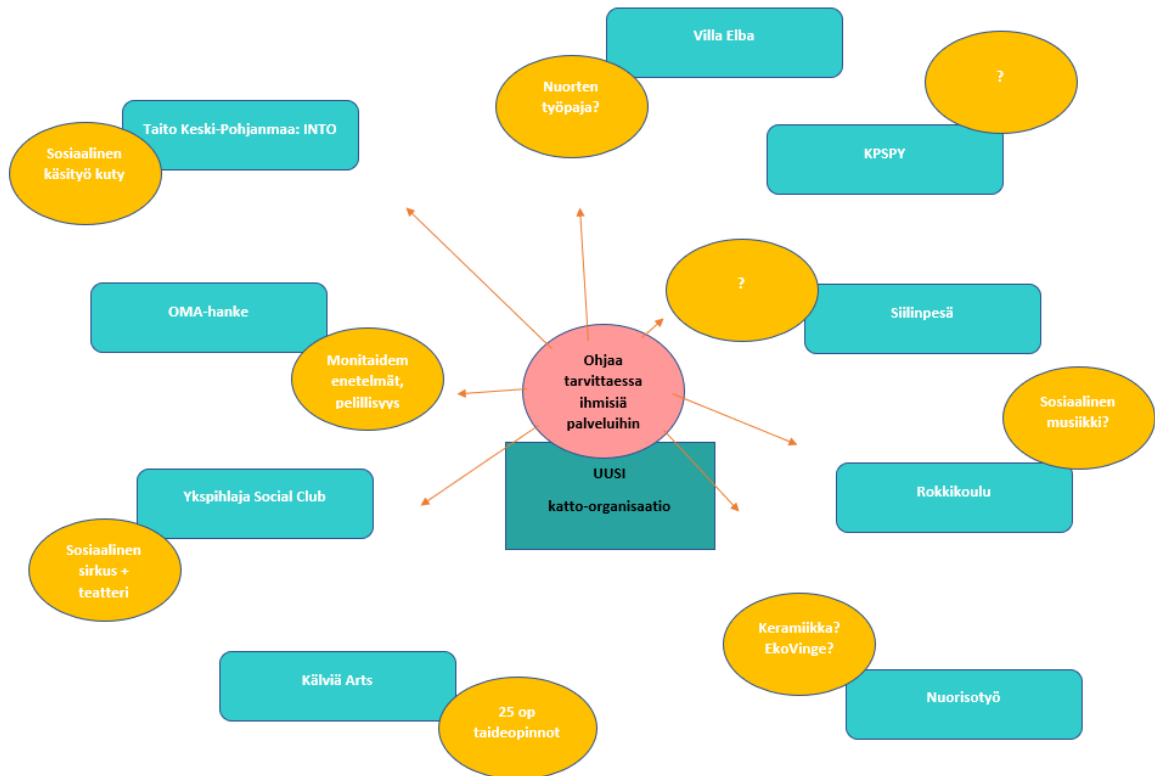 Villa Elba
Nuorten
työpaja?
?
KPSPY
Taito Keski-Pohjanmaa: INTO
Sosiaalinen
käsityö kuty
?
Siilinpesä
OMA-hanke
Monitaidem
enetelmät,
pelillisyys
Ohjaa
tarvittaessa
ihmisiä
palveluihin
UUSI
katto-organisaatio
Sosiaalinen
musiikki?
Rokkikoulu
Ykspihlaja Social Club
Sosiaalinen
sirkus +
teatteri
Keramiikka?
EkoVinge?
Nuorisotyö
Kälviä Arts
25 op
taideopinnot